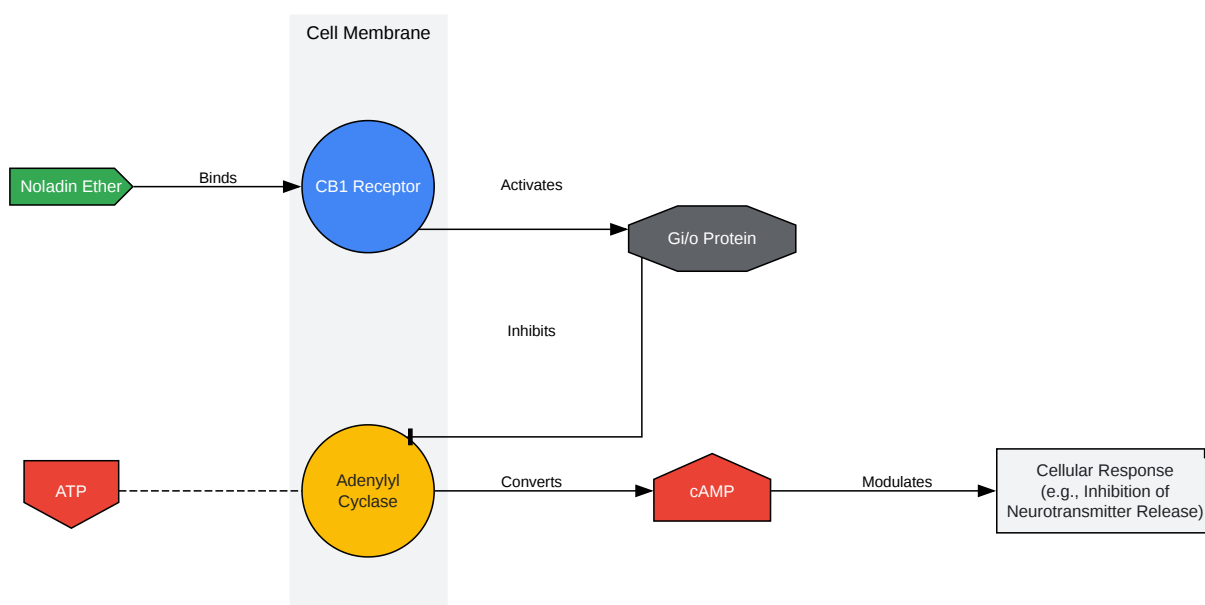 Cell Membrane
Noladin Ether
Binds
CB1 Receptor
Activates
Gi/o Protein
Inhibits
ATP
Adenylyl
Cyclase
Converts
cAMP
Modulates
Cellular Response
(e.g., Inhibition of
Neurotransmitter Release)